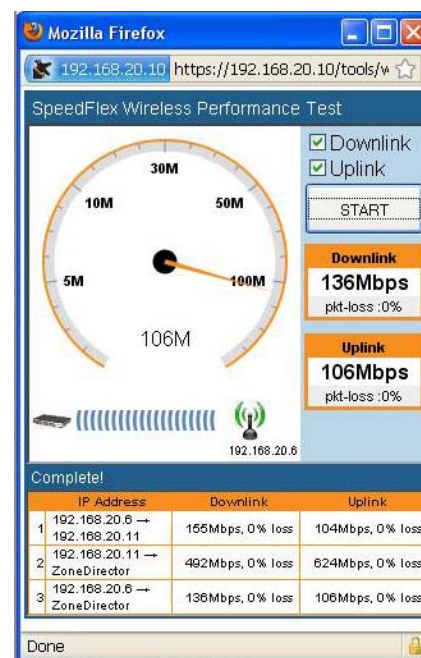 Mozilla Firefox
192.168.20.10 https://192.168.20.10/tools/w
SpeedFlex Wireless Performance Test
Downlink
Uplink
START
30M
10M 50M
5M 100M
106M
Downlink
136Mbps
pkt-loss :0%
Uplink
106Mbps
pkt-loss :0%
192.168.20.6
Complete!
IP Address Downlink Uplink
1 192.168.20.6 → 192.168.20.11 155Mbps, 0% loss 104Mbps, 0% loss
2 192.168.20.11 → ZoneDirector 492Mbps, 0% loss 624Mbps, 0% loss
3 192.168.20.6 → ZoneDirector 136Mbps, 0% loss 106Mbps, 0% loss
Done